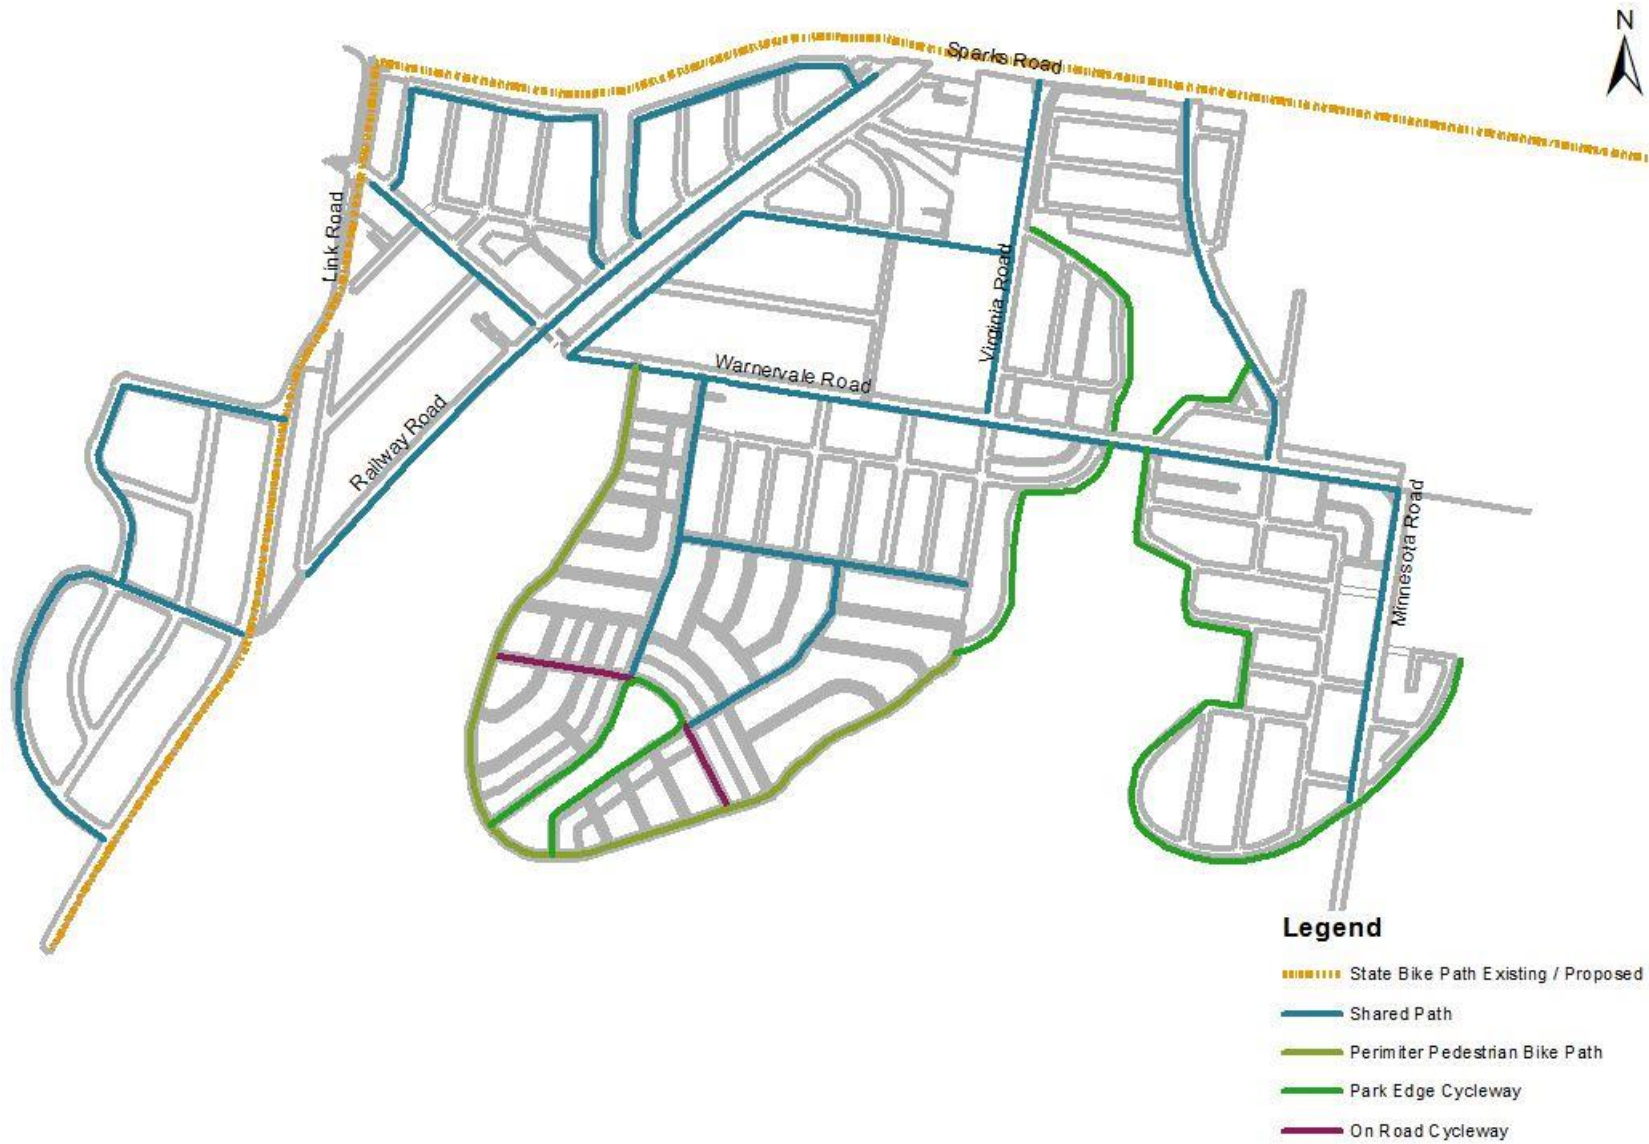 N
Sparks Road
Link Road
Virginia Road
Warnervale Road
Railway Road
Minnesota Road
Legend
State Bike Path Existing / Proposed
Shared Path
Perimiter Pedestrian Bike Path
Park Edge Cycleway
On Road Cycleway